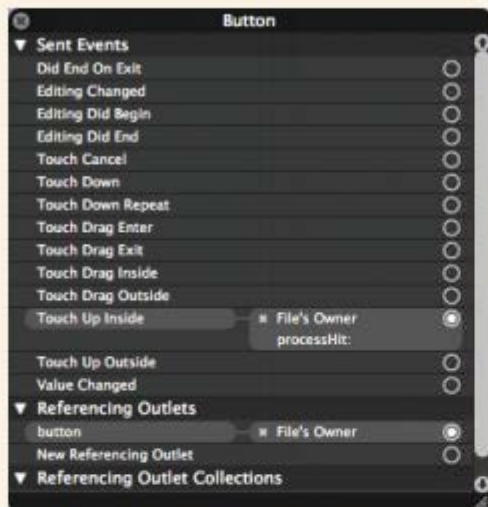 Button
Sent Events
Did End On Exit
Editing Changed
Editing Did Begin
Editing Did End
Touch Cancel
Touch Down
Touch Down Repeat
Touch Drag Enter
Touch Drag Exit
Touch Drag Inside
Touch Drag Outside
Touch Up Inside File's Owner
processHit:
Touch Up Outside
Value Changed
Referencing Outlets
button File's Owner
New Referencing Outlet
Referencing Outlet Collections